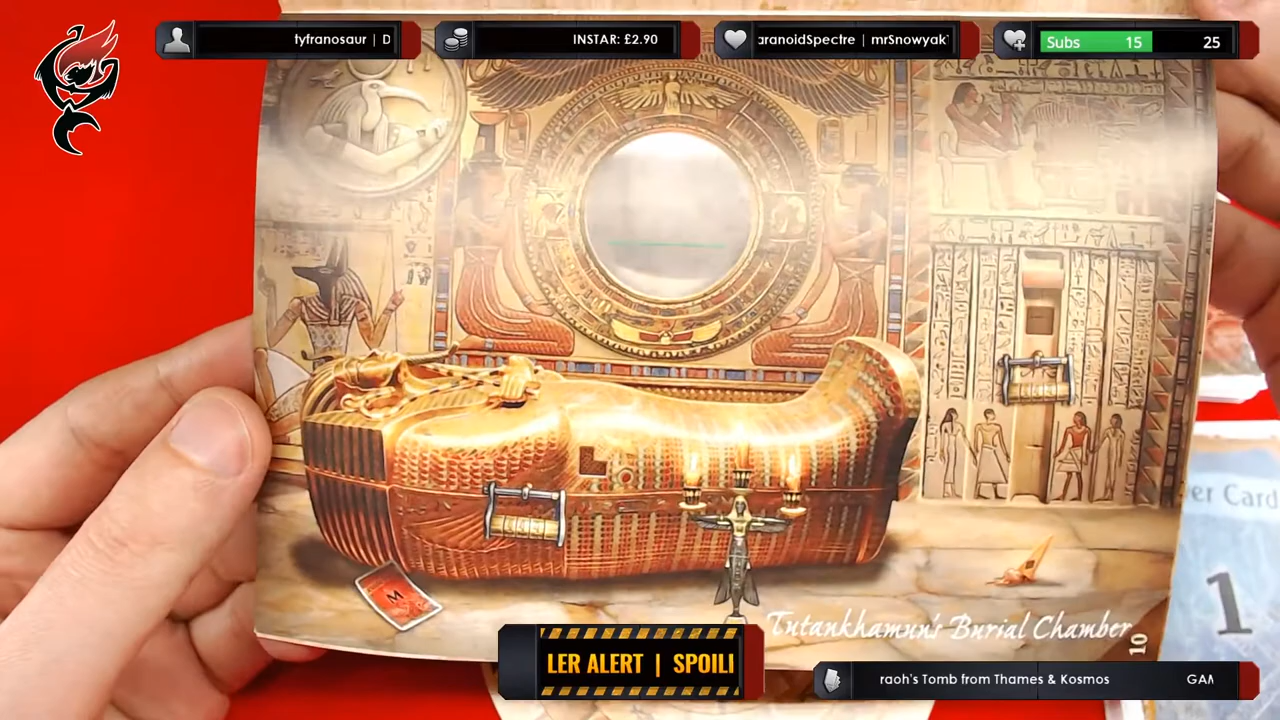 tyfranosaur | D
INSTAR: £2.90
aranoidSpectre | mrSnowyak
Subs 15 25
M
er Card
1
Tutankhamun's Burial Chamber
10
LER ALERT | SPOILI
raoh's Tomb from Thames & Kosmos GAM